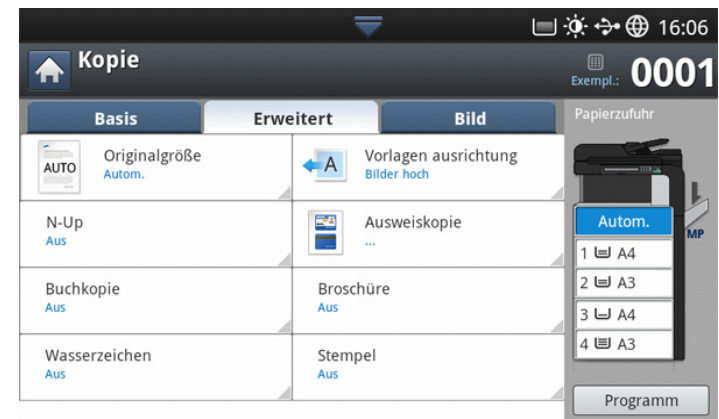 16:06
Kopie
Exempl.: 0001
Basis
Erweitert
Bild
Papierzufuhr
AUTO
Originalgröße
Autom.
A
Vorlagen ausrichtung
Bilder hoch
N-Up
Aus
Ausweiskopie
...
Buchkopie
Aus
Broschüre
Aus
Wasserzeichen
Aus
Stempel
Aus
Autom.
MP
1 A4
2 A3
3 A4
4 A3
Programm